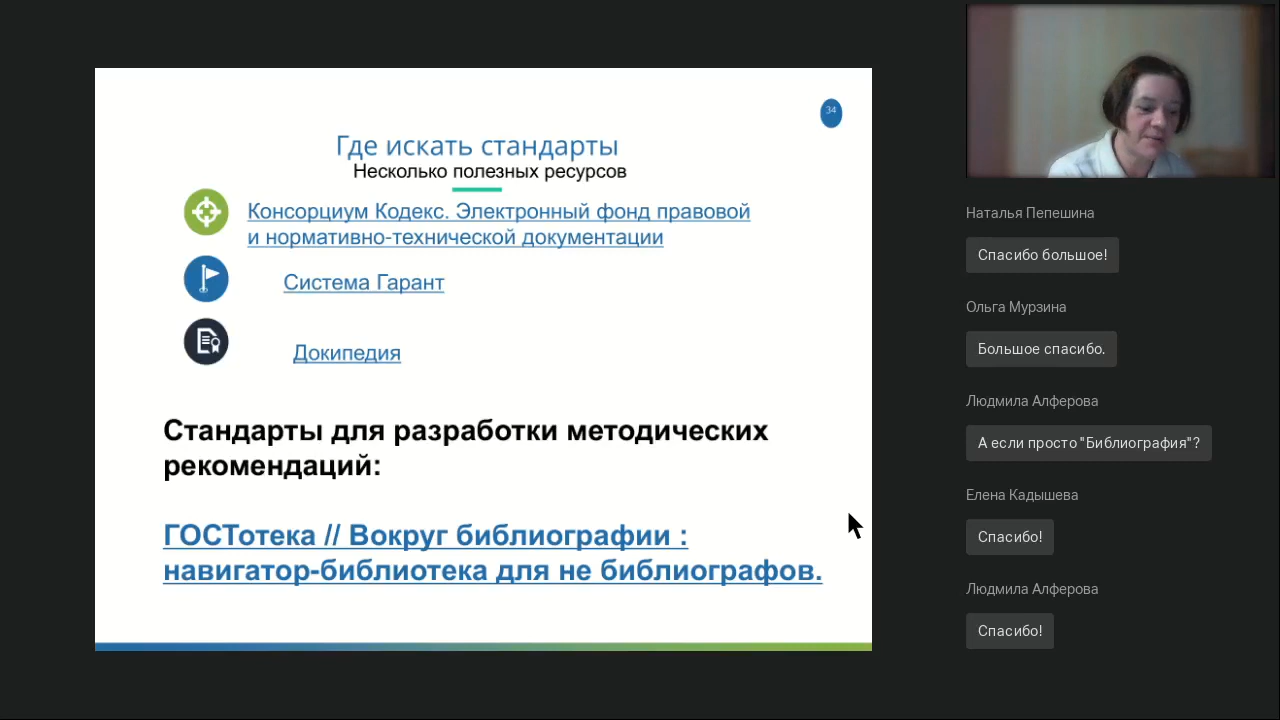 34
Где искать стандарты
Несколько полезных ресурсов
Консорциум Кодекс. Электронный фонд правовой
и нормативно-технической документации
Система Гарант
Докипедия
Стандарты для разработки методических
рекомендаций:
ГОСТотека // Вокруг библиографии :
навигатор-библиотека для не библиографов.
Наталья Пепешина
Спасибо большое!
Ольга Мурзина
Большое спасибо.
Людмила Алферова
А если просто "Библиография"?
Елена Кадышева
Спасибо!
Людмила Алферова
Спасибо!